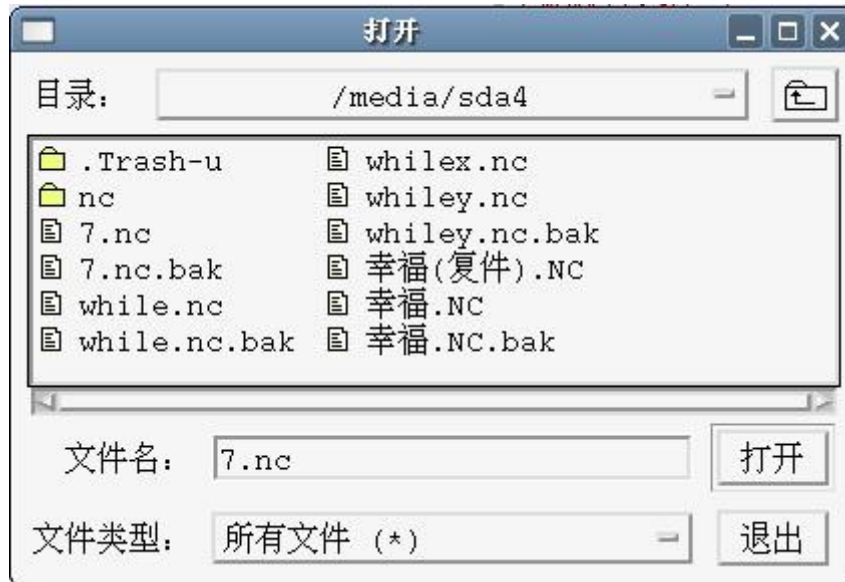 打开
目录： /media/sda4
.Trash-u whilex.nc
nc whiley.nc
7.nc whiley.nc.bak
7.nc.bak 幸福(复件).NC
while.nc 幸福.NC
while.nc.bak 幸福.NC.bak
文件名： 7.nc 打开
文件类型： 所有文件 (*) 退出